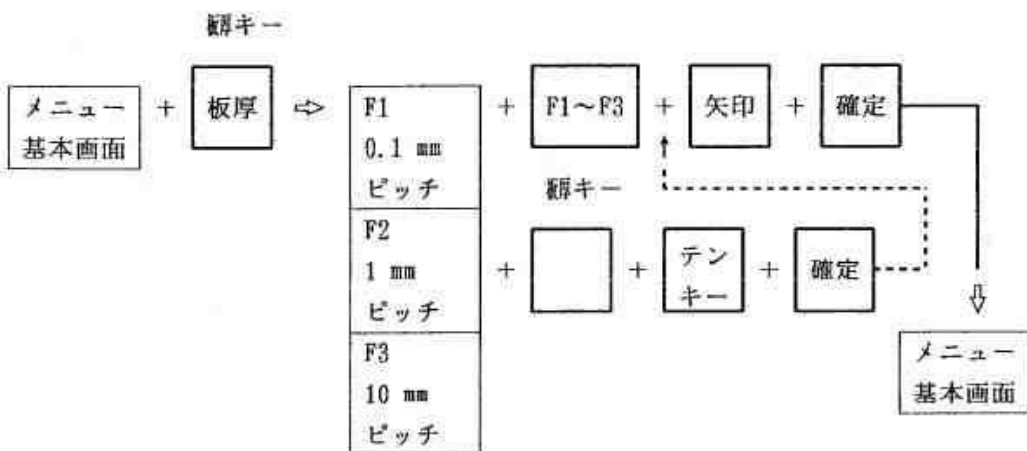 キー
メニュー
基本画面
+
板厚
⇨
F1
0.1 mm
ピッチ
+
F1～F3
+
矢印
+
確定
キー
F2
1 mm
ピッチ
+
+
テン
キー
+
確定
F3
10 mm
ピッチ
メニュー
基本画面